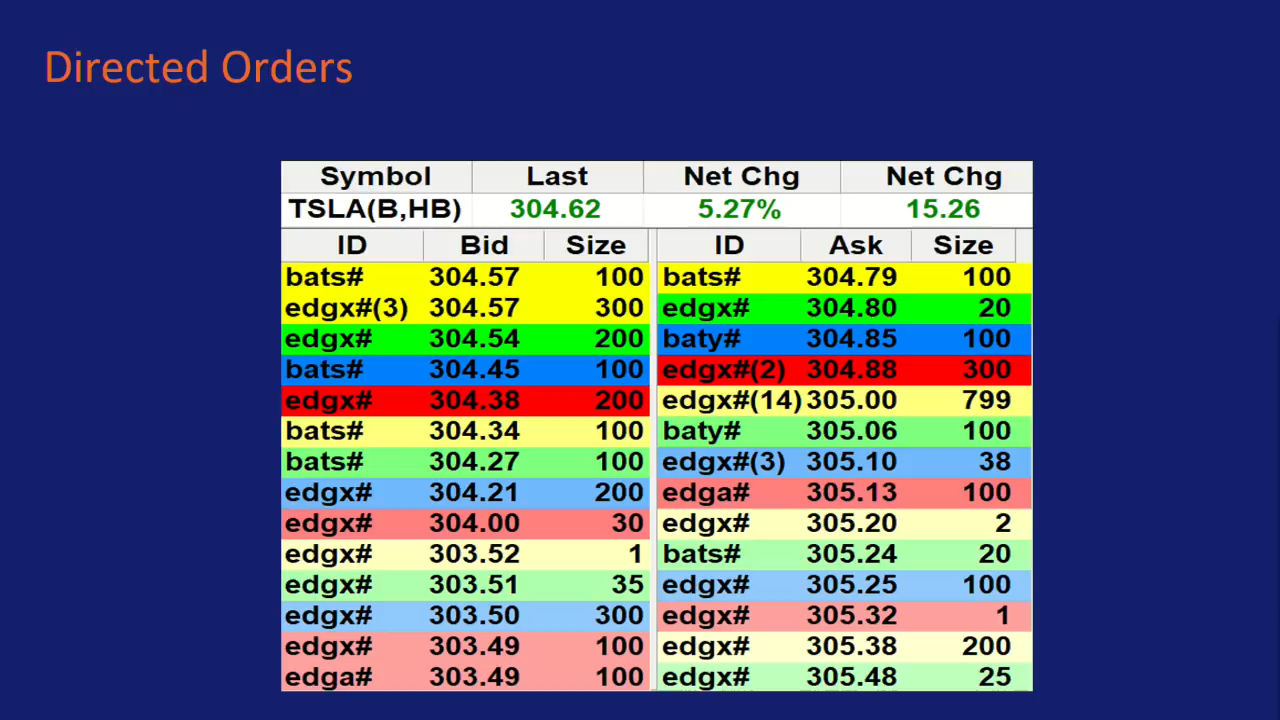 Directed Orders
Symbol Last Net Chg Net Chg
TSLA(B,HB) 304.62 5.27% 15.26
ID Bid Size ID Ask Size
bats# 304.57 100 bats# 304.79 100
edgx#(3) 304.57 300 edgx# 304.80 20
edgx# 304.54 200 baty# 304.85 100
bats# 304.45 100 edgx#(2) 304.88 300
edgx# 304.38 200 edgx#(14) 305.00 799
bats# 304.34 100 baty# 305.06 100
bats# 304.27 100 edgx#(3) 305.10 38
edgx# 304.21 200 edga# 305.13 100
edgx# 304.00 30 edgx# 305.20 2
edgx# 303.52 1 bats# 305.24 20
edgx# 303.51 35 edgx# 305.25 100
edgx# 303.50 300 edgx# 305.32 1
edgx# 303.49 100 edgx# 305.38 200
edga# 303.49 100 edgx# 305.48 25